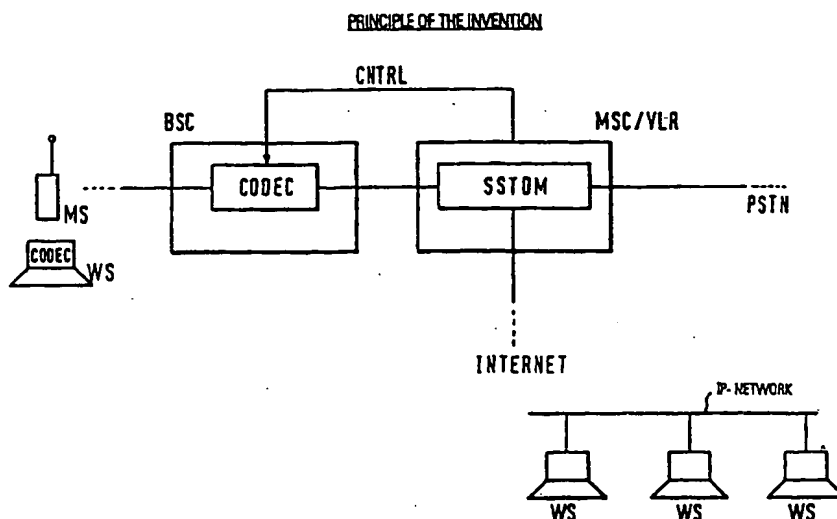 PRINCIPLE OF THE INVENTION
CNTRL
BSC
MSC/VLR
CODEC
SSTDM
MS
PSTN
CODEC
WS
INTERNET
IP-NETWORK
WS
WS
WS